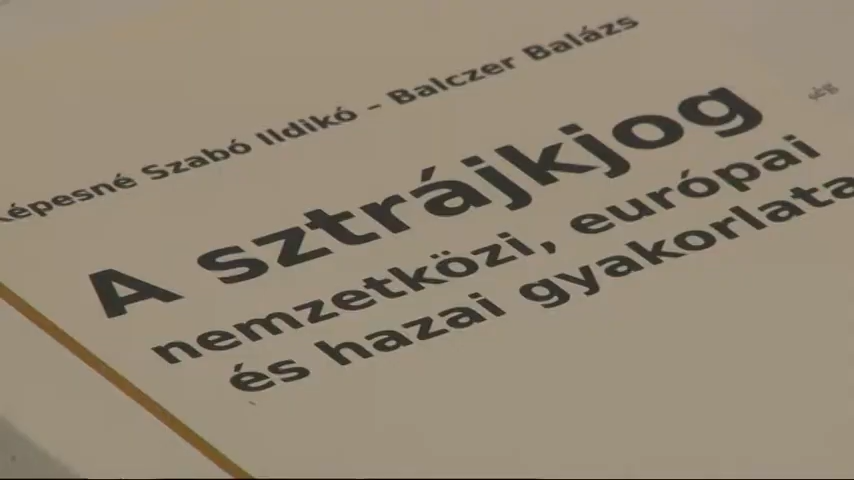 Képesné Szabó Ildikó – Balczer Balázs
A sztrájkjog
nemzetközi, európai
és hazai gyakorlata